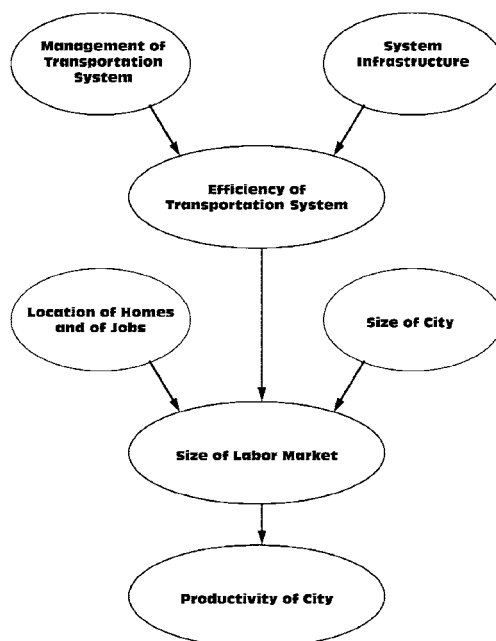 Management of
Transportation
System
System
Infrastructure
Efficiency of
Transportation System
Location of Homes
and of Jobs
Size of City
Size of Labor Market
Productivity of City